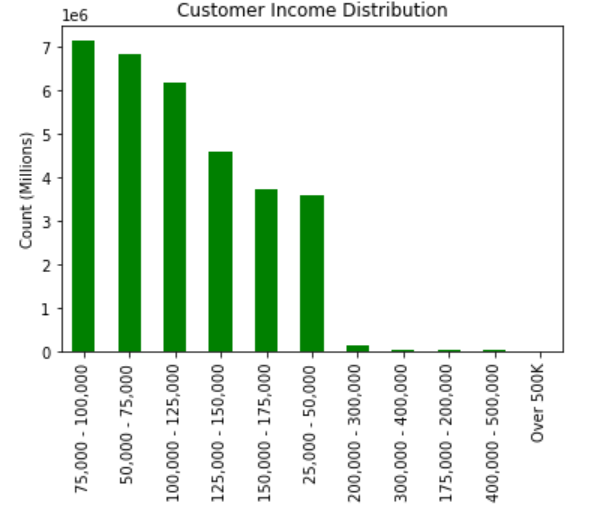 Customer Income Distribution
1e6
7
6
5
4
3
2
1
0
Count (Millions)
75,000 - 100,000
50,000 - 75,000
100,000 - 125,000
125,000 - 150,000
150,000 - 175,000
25,000 - 50,000
200,000 - 300,000
300,000 - 400,000
175,000 - 200,000
400,000 - 500,000
Over 500K